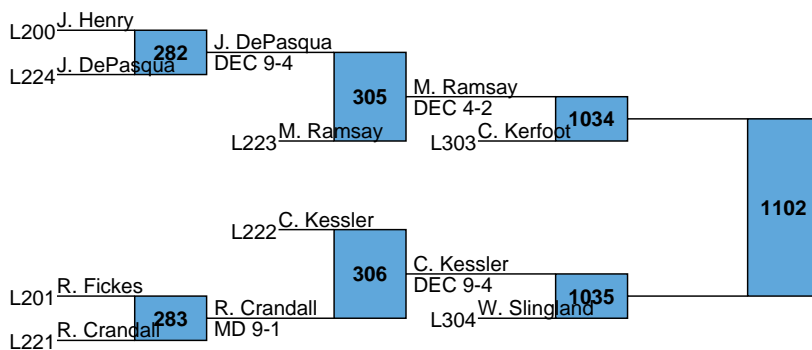 L200 J. Henry
282
L224 J. DePasqua
J. DePasqua
DEC 9-4
305
L223 M. Ramsay
M. Ramsay
DEC 4-2
1034
L303 C. Kerfoot
1102
L222 C. Kessler
306
L201 R. Fickes
283
L221 R. Crandall
R. Crandall
MD 9-1
C. Kessler
DEC 9-4
1035
L304 W. Slingland